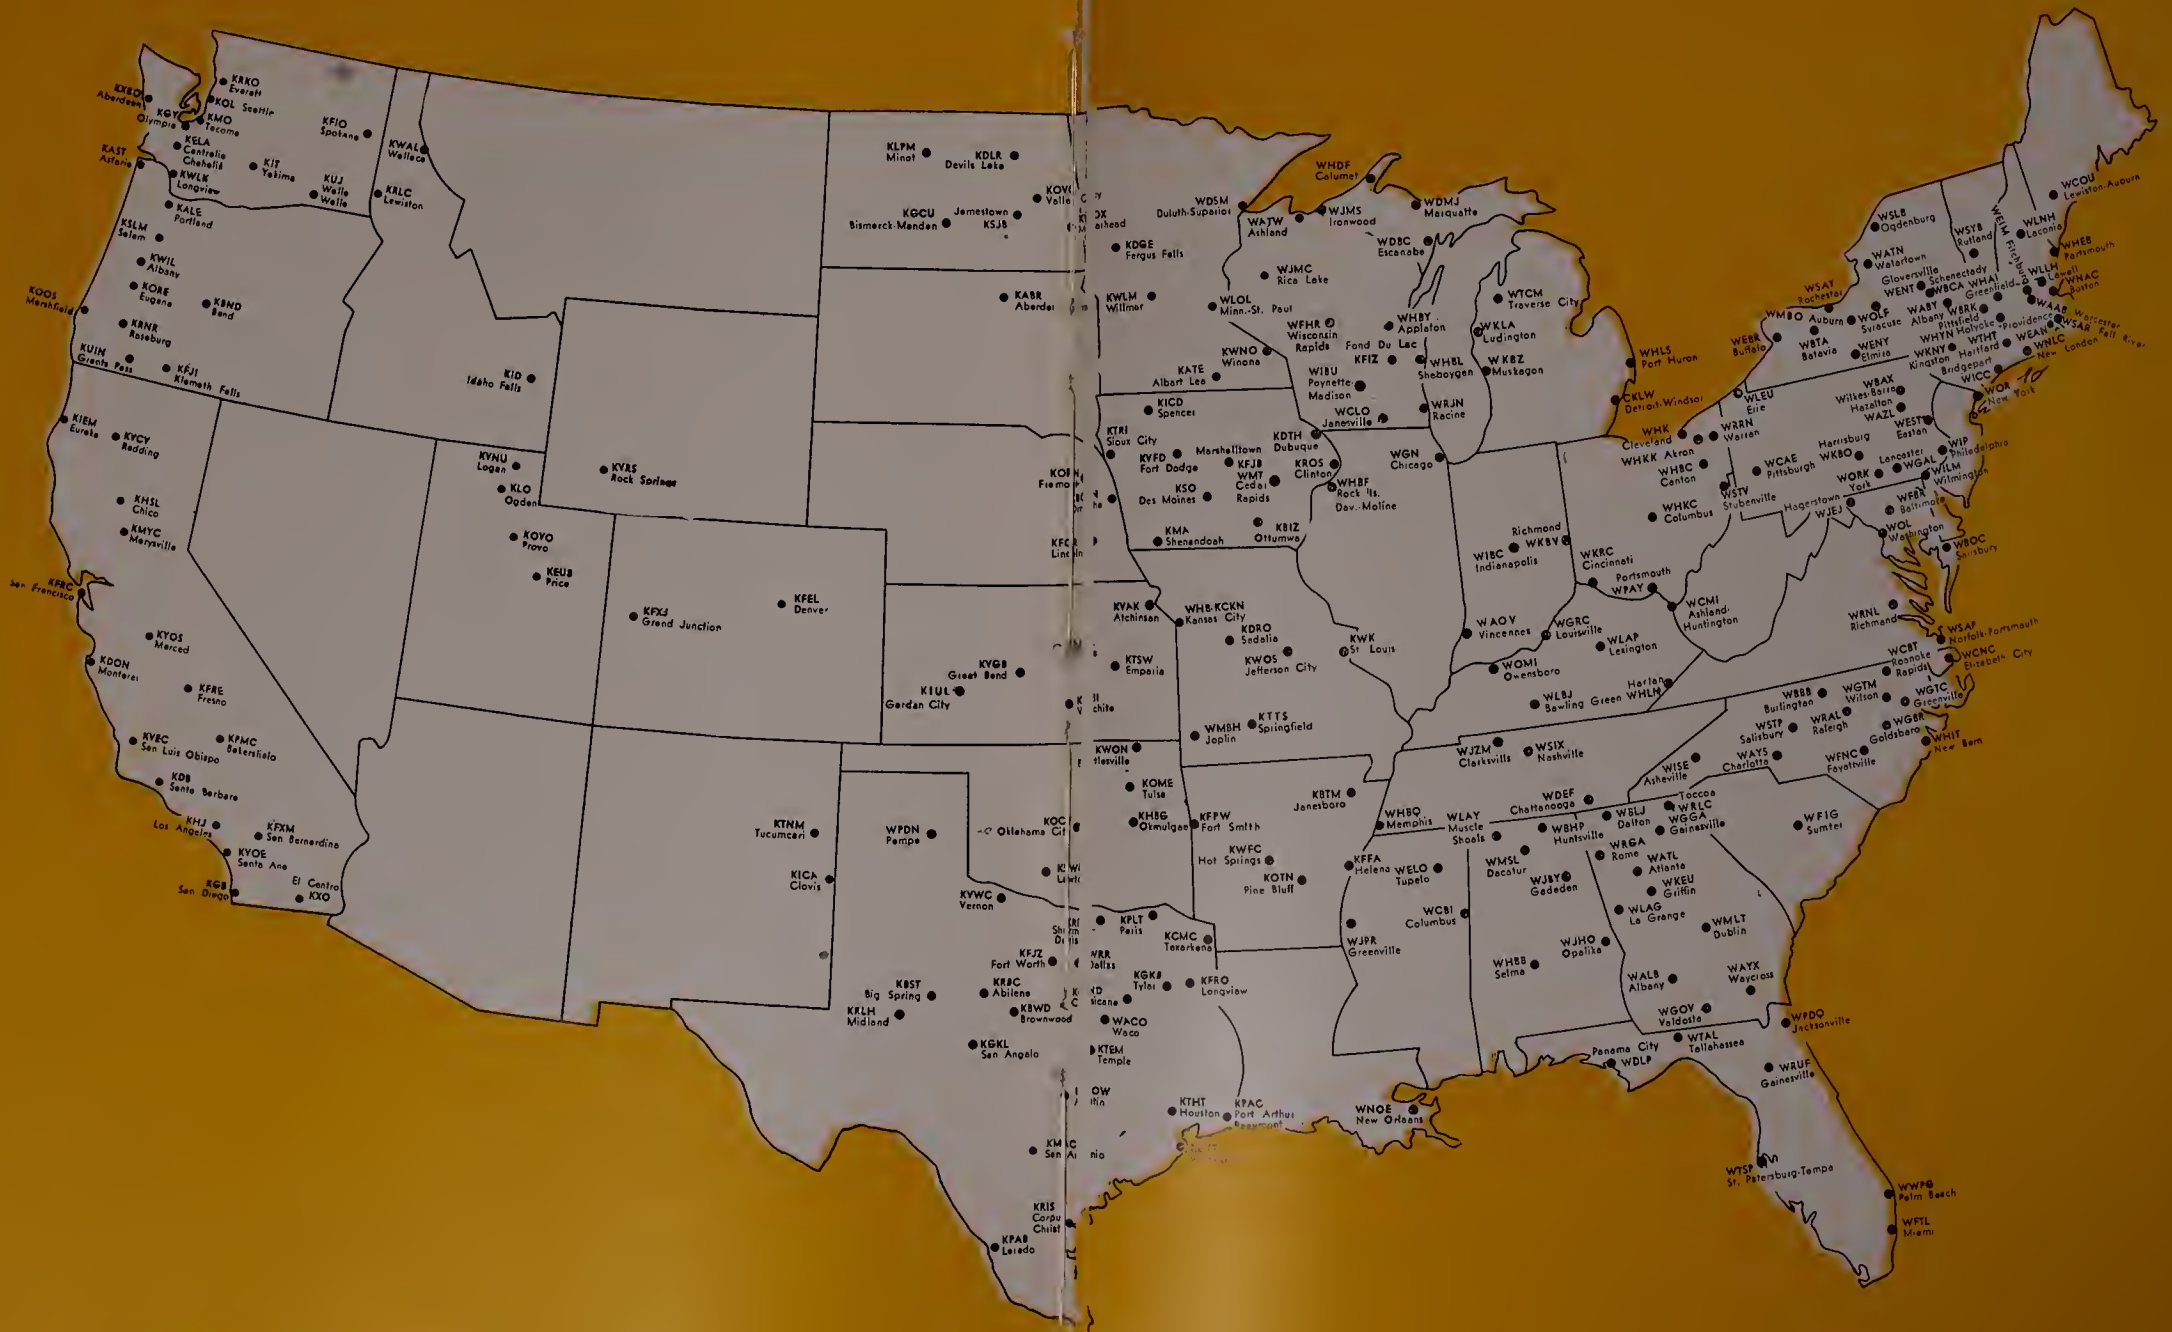 KRKO
Everett
KOL Seattle
Aberdeen
KGY
Olympia
KMO
Tacoma
KFIO
Spokane
KELA
Centralia
Chehalis
KIT
Yakima
KWAL
Wallace
KAST
Astoria
KWLK
Longview
KUJ
Walla
Walla
KRLC
Lewiston
KALE
Portland
KSLM
Salem
KWIL
Albany
KORE
Eugene
KBND
Bend
KOOS
Marshfield
KRNR
Roseburg
KUIN
Grants Pass
KFJI
Klamath Falls
KID
Idaho Falls
KIEM
Eureka
KYCY
Redding
KHSL
Chico
KMYC
Marysville
KFRC
San Francisco
KYOS
Merced
KDON
Monterei
KFRE
Fresno
KVEC
San Luis Obispo
KPMC
Bakersfield
KDB
Santa Barbara
KHJ
Los Angeles
KFXM
San Bernardino
KVOE
Santa Ana
KGB
San Diego
El Centro
KXO
KVNU
Logan
KLO
Ogden
KOVO
Provo
KEUB
Price
KVRS
Rock Springs
KFXJ
Grand Junction
KFEL
Denver
KTNM
Tucumcari
KICA
Clovis
KLPM
Minot
KDLR
Devils Lake
KGCU
Bismarck-Mandan
Jamestown
KSJB
KABR
KVGB
Great Bend
KIUL
Garden City
WPDN
Pampa
KVWC
Vernon
KFJZ
Fort Worth
KBST
Big Spring
KRBC
Abilene
KRLH
Midland
KBWD
Brownwood
KGKL
San Angelo
KRIS
KPAB
Laredo
KDGE
Fergus Falls
KWLM
Willmar
WDSM
Duluth-Superior
WLOL
Minn.-St. Paul
KWNO
Winona
KATE
Albert Lea
WHDF
Calumet
WATW
Ashland
WJMS
Ironwood
WDMJ
Marquette
WDBC
Escanaba
WJMC
Rice Lake
WTCM
Traverse City
WFHR
Wisconsin
Rapids
WHBY
Appleton
Fond Du Lac
KFIZ
WHBL
Sheboygan
WKLA
Ludington
WKBZ
Muskegon
WIBU
Poynette-
Madison
WCLO
Janesville
WRJN
Racine
WHLS
Port Huron
CKLW
Detroit-Windsor
KICD
Spencer
KTRI
Sioux City
KVFD
Fort Dodge
Marshalltown
KFJB
KDTH
Dubuque
KROS
Clinton
WMT
Cedar
Rapids
KSO
Des Moines
WHBF
Rock Is.
Dav.-Moline
WGN
Chicago
KMA
Shenandoah
KBIZ
Ottumwa
KVAK
Atchinson
WHB-KCKN
Kansas City
KDRO
Sedalia
KWOS
Jefferson City
KWK
St. Louis
KTSW
Emporia
KTTS
Springfield
WMBH
Joplin
KWON
KOME
Tulsa
KHBG
Okmulgee
KFPW
Fort Smith
KBTM
Jonesboro
KWFC
Hot Springs
KOTN
Pine Bluff
KFFA
Helena
KPLT
Paris
KCMC
Texarkana
KGKB
Tyler
KFRO
Longview
WACO
Waco
KTEM
Temple
KTHT
Houston
KPAC
Port Arthur
Beaumont
WNOE
New Orleans
WIBC
Indianapolis
Richmond
WKBV
WAOV
Vincennes
WHK
Cleveland
WHKK Akron
WRRN
Warren
WHBC
Canton
WHKC
Columbus
WSTV
Stubenville
WKRC
Cincinnati
Portsmouth
WPAY
WCMI
Ashland-
Huntington
WGRC
Louisville
WLAP
Lexington
WOMI
Owensboro
WLBJ
Bowling Green
Harlan
WHLN
WJZM
Clarksville
WSIX
Nashville
WHBQ
Memphis
WDEF
Chattanooga
WLAY
Muscle
Shoals
WBHP
Huntsville
WMSL
Decatur
WJBY
Gadsden
WELO
Tupelo
WCBI
Columbus
WJPR
Greenville
WHBB
Selma
WJHO
Opelika
WBLJ
Dalton
Toccoa
WRLC
WGGA
Gainesville
WRGA
Rome
WATL
Atlanta
WKEU
Griffin
WLAG
La Grange
WMLT
Dublin
WALB
Albany
WAYX
Waycross
WGOV
Valdosta
WTAL
Tallahassee
Panama City
WDLP
WPDQ
Jacksonville
WRUF
Gainesville
WTSP
St. Petersburg-Tampa
WWPG
Palm Beach
WFTL
Miami
WISE
Asheville
WSTP
Salisbury
WAYS
Charlotte
WBBB
Burlington
WRAL
Raleigh
WGTM
Wilson
WCBT
Roanoke
Rapids
WGTC
Greenville
WGBR
Goldsboro
WFNC
Fayettville
WHIT
New Bern
WFIG
Sumter
WRNL
Richmond
WSAP
Norfolk-Portsmouth
WCNC
Elizabeth City
WCOU
Lewiston-Auburn
WSLB
Ogdenburg
WSYB
Rutland
WEIM Fitchburg
WLNH
Laconia
WHEB
Portsmouth
WATN
Watertown
Gloversville
WENT
Schenectady
WBCA
WHAI
Greenfield
WLLH
Lowell
WNAC
Boston
WSAY
Rochester
WMBO Auburn
WOLF
Syracuse
WABY
Albany
WBRK
Pittsfield
WHYN Holyoke
Providence
WEAN
WAAB Worcester
WSAR Fall River
WEBR
Buffalo
WBTA
Batavia
WENY
Elmira
WKNY
Kingston
WTHT
Hartford
Bridgeport
WICC
WNLC
New London
WOR
New York
WLEU
Erie
WBAX
Wilkes-Barre
Hazelton
WAZL
WEST
Easton
WCAE
Pittsburgh
Harrisburg
WKBO
Lancaster
WGAL
WORK
York
WIP
Philadelphia
WILM
Wilmington
Hagerstown
WJEJ
WFBR
Baltimore
WOL
Washington
WBOC
Salisbury